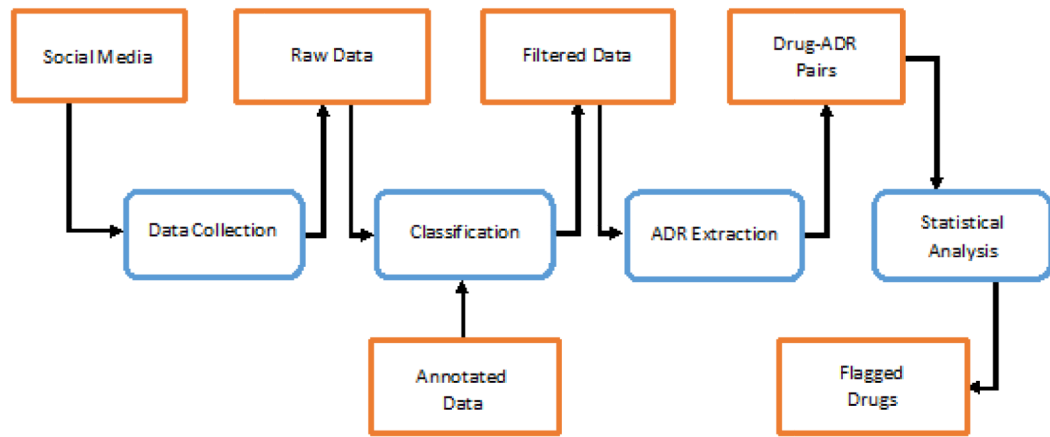 Social Media
Raw Data
Filtered Data
Drug-ADR
Pairs
Data Collection
Classification
ADR Extraction
Statistical
Analysis
Annotated
Data
Flagged
Drugs